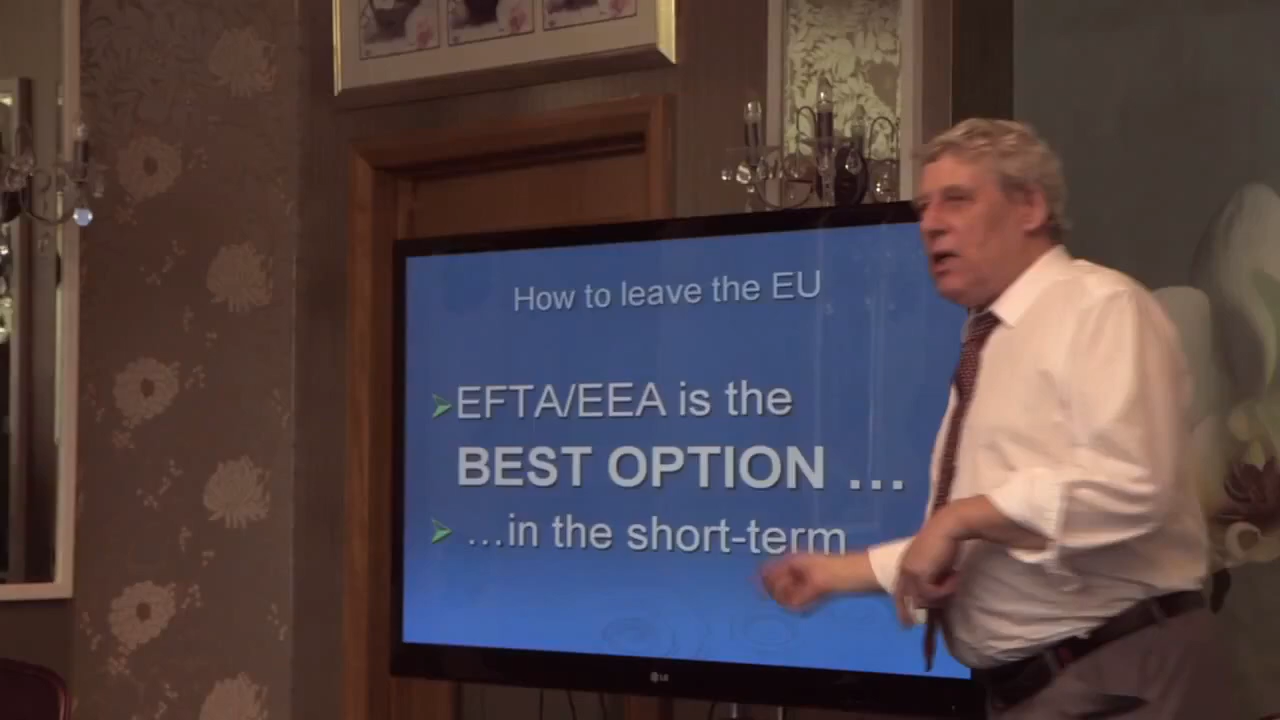 How to leave the EU
EFTA/EEA is the
BEST OPTION ...
...in the short-term
LG